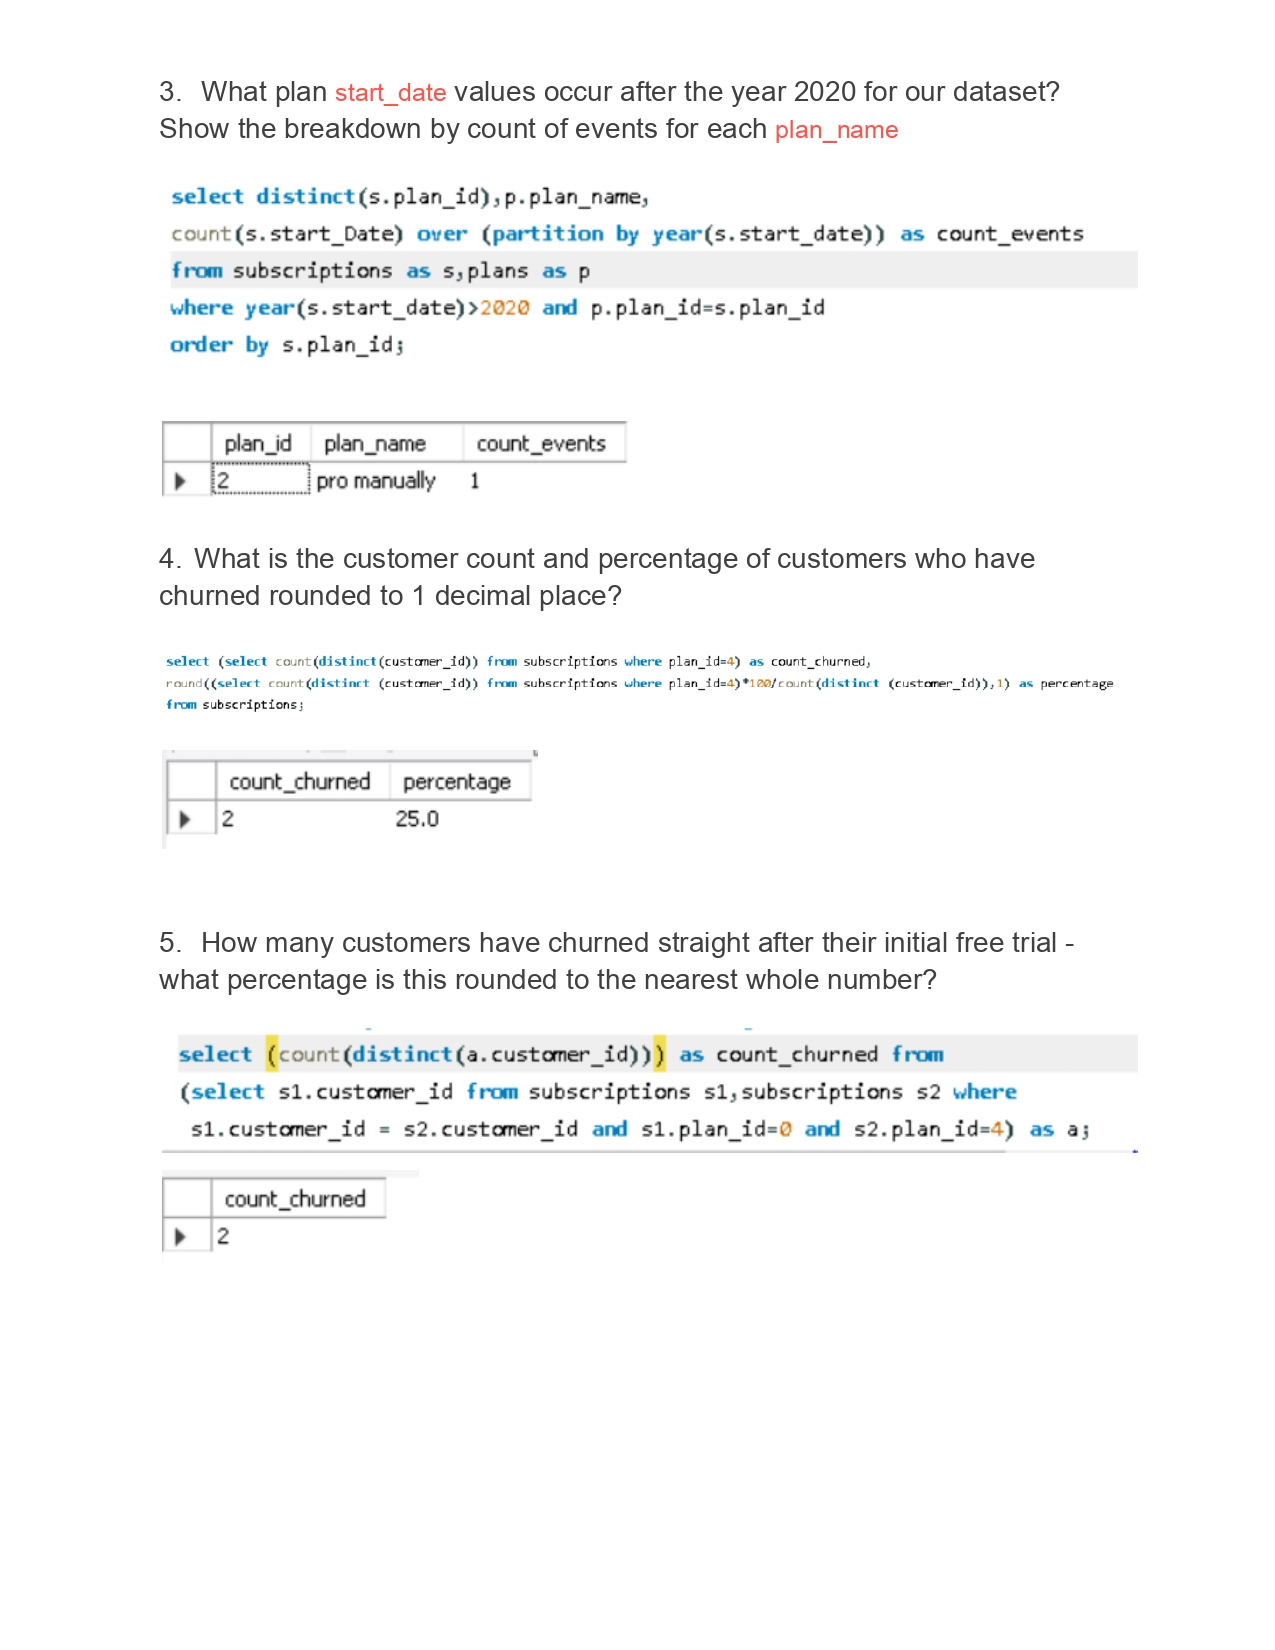 3. What plan start_date values occur after the year 2020 for our dataset?
Show the breakdown by count of events for each plan_name
select distinct(s.plan_id),p.plan_name,
count(s.start_Date) over (partition by year(s.start_date)) as count_events
from subscriptions as s,plans as p
where year(s.start_date)>2020 and p.plan_id=s.plan_id
order by s.plan_id;
plan_id plan_name count_events
2 pro manually 1
4. What is the customer count and percentage of customers who have
churned rounded to 1 decimal place?
select (select count(distinct(customer_id)) from subscriptions where plan_id=4) as count_churned,
round((select count(distinct (customer_id)) from subscriptions where plan_id=4)*100/count(distinct (customer_id)),1) as percentage
from subscriptions;
count_churned percentage
2 25.0
5. How many customers have churned straight after their initial free trial -
what percentage is this rounded to the nearest whole number?
select (count(distinct(a.customer_id))) as count_churned from
(select s1.customer_id from subscriptions s1,subscriptions s2 where
s1.customer_id = s2.customer_id and s1.plan_id=0 and s2.plan_id=4) as a;
count_churned
2